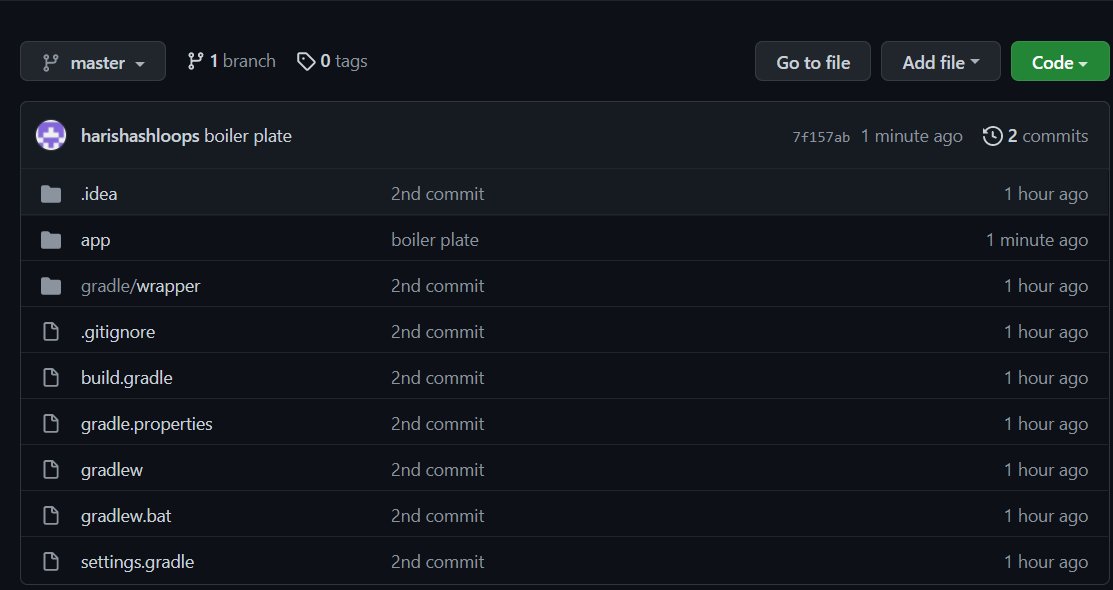 master 1 branch 0 tags Go to file Add file Code
harishashloops boiler plate 7f157ab 1 minute ago 2 commits
.idea 2nd commit 1 hour ago
app boiler plate 1 minute ago
gradle/wrapper 2nd commit 1 hour ago
.gitignore 2nd commit 1 hour ago
build.gradle 2nd commit 1 hour ago
gradle.properties 2nd commit 1 hour ago
gradlew 2nd commit 1 hour ago
gradlew.bat 2nd commit 1 hour ago
settings.gradle 2nd commit 1 hour ago